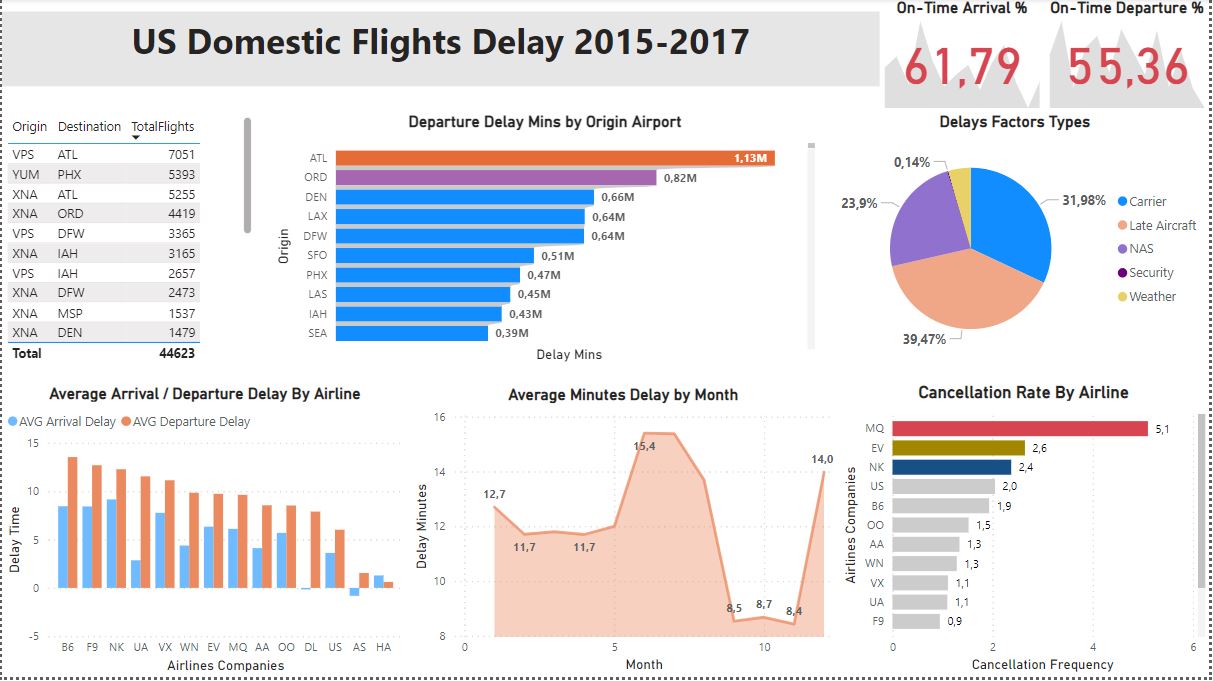 US Domestic Flights Delay 2015-2017
On-Time Arrival %
61,79
On-Time Departure %
55,36
Origin Destination TotalFlights
VPS ATL 7051
YUM PHX 5393
XNA ATL 5255
XNA ORD 4419
VPS DFW 3365
XNA IAH 3165
VPS IAH 2657
XNA DFW 2473
XNA MSP 1537
XNA DEN 1479
Total 44623
Departure Delay Mins by Origin Airport
Origin
ATL 1,13M
ORD 0,82M
DEN 0,66M
LAX 0,64M
DFW 0,64M
SFO 0,51M
PHX 0,47M
LAS 0,45M
IAH 0,43M
SEA 0,39M
Delay Mins
Delays Factors Types
0,14%
23,9%
31,98%
39,47%
Carrier
Late Aircraft
NAS
Security
Weather
Average Arrival / Departure Delay By Airline
AVG Arrival Delay AVG Departure Delay
Delay Time
15
10
5
0
-5
B6 F9 NK UA VX WN EV MQ AA OO DL US AS HA
Airlines Companies
Average Minutes Delay by Month
Delay Minutes
16
14
12
10
8
12,7
11,7
11,7
15,4
8,5
8,7
8,4
14,0
0 5 10
Month
Cancellation Rate By Airline
Airlines Companies
MQ 5,1
EV 2,6
NK 2,4
US 2,0
B6 1,9
OO 1,5
AA 1,3
WN 1,3
VX 1,1
UA 1,1
F9 0,9
0 2 4 6
Cancellation Frequency